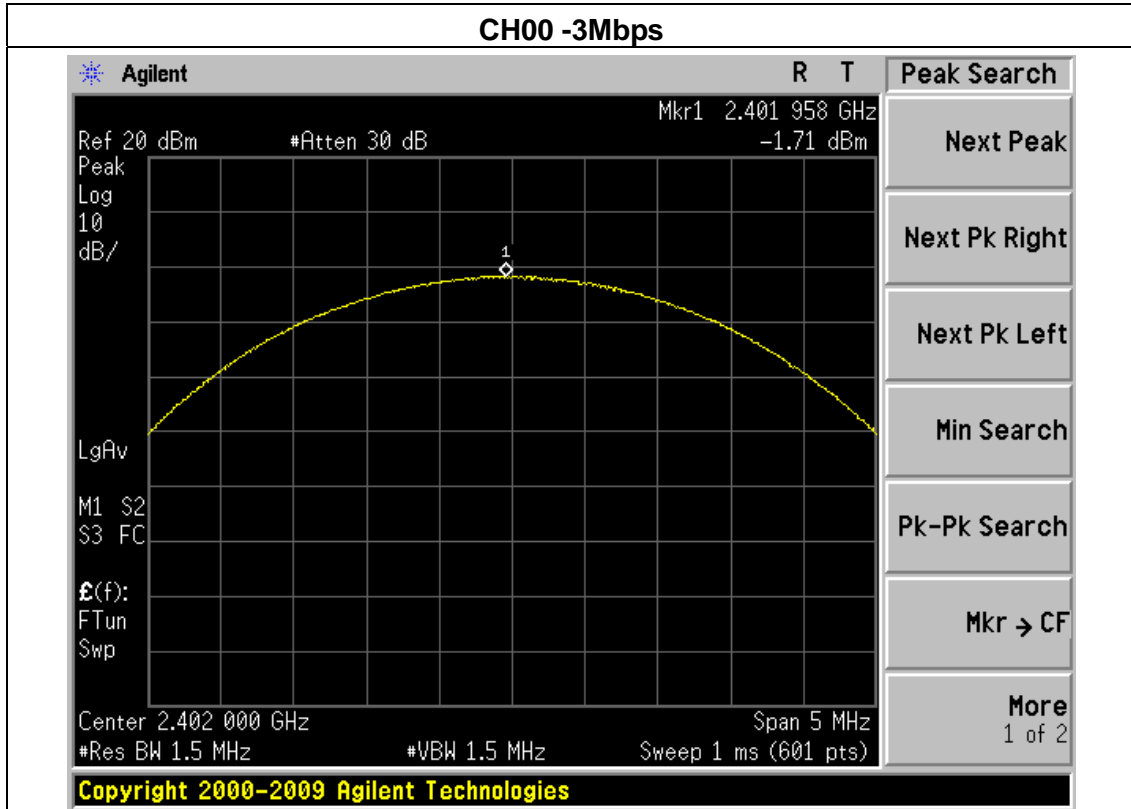 CH00 -3Mbps
Agilent R T Peak Search
Mkr1 2.401 958 GHz
Ref 20 dBm #Atten 30 dB -1.71 dBm
Peak
Log
10
dB/
1
LgAv
M1 S2
S3 FC
£(f):
FTun
Swp
Center 2.402 000 GHz Span 5 MHz
#Res BW 1.5 MHz #VBW 1.5 MHz Sweep 1 ms (601 pts)
Copyright 2000-2009 Agilent Technologies
Next Peak
Next Pk Right
Next Pk Left
Min Search
Pk-Pk Search
Mkr → CF
More
1 of 2